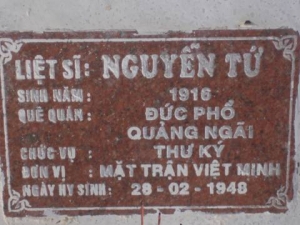 LIỆT SĨ: NGUYỄN TỨ
SINH NĂM: 1916
QUÊ QUÁN: ĐỨC PHỔ
QUẢNG NGÃI
CHỨC VỤ: THƯ KÝ
ĐƠN VỊ: MẶT TRẬN VIỆT MINH
NGÀY HY SINH: 28-02-1948